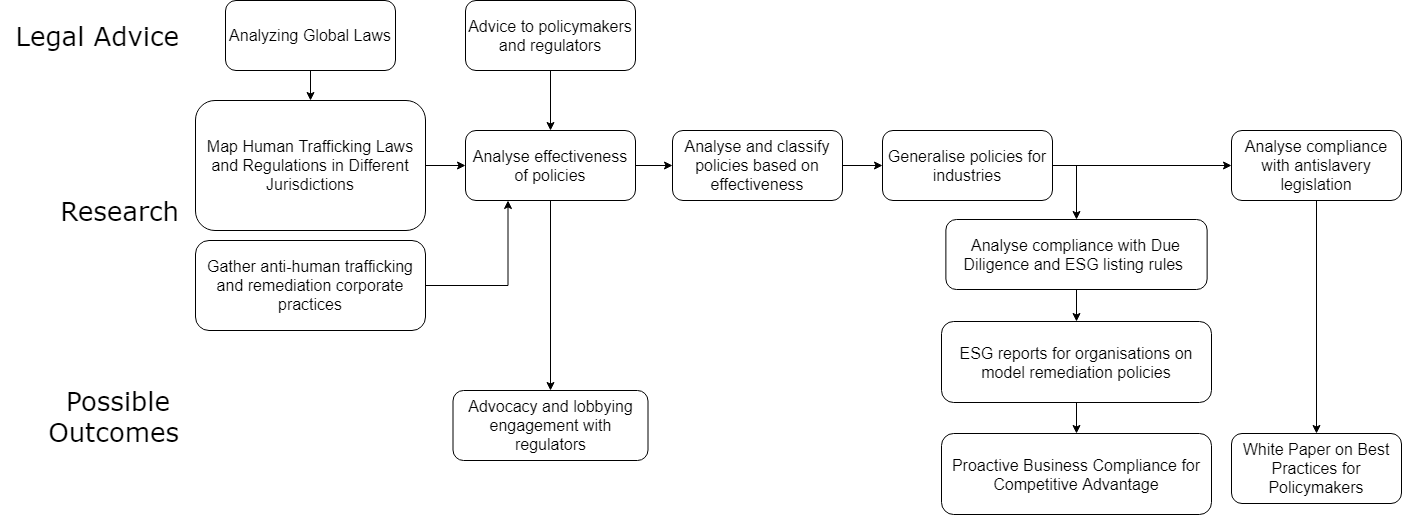 Legal Advice
Analyzing Global Laws
Advice to policymakers
and regulators
Research
Map Human Trafficking Laws
and Regulations in Different
Jurisdictions
Analyse effectiveness
of policies
Analyse and classify
policies based on
effectiveness
Generalise policies for
industries
Analyse compliance
with antislavery
legislation
Gather anti-human trafficking
and remediation corporate
practices
Analyse compliance with Due
Diligence and ESG listing rules
ESG reports for organisations on
model remediation policies
Possible
Outcomes
Advocacy and lobbying
engagement with
regulators
Proactive Business Compliance for
Competitive Advantage
White Paper on Best
Practices for
Policymakers